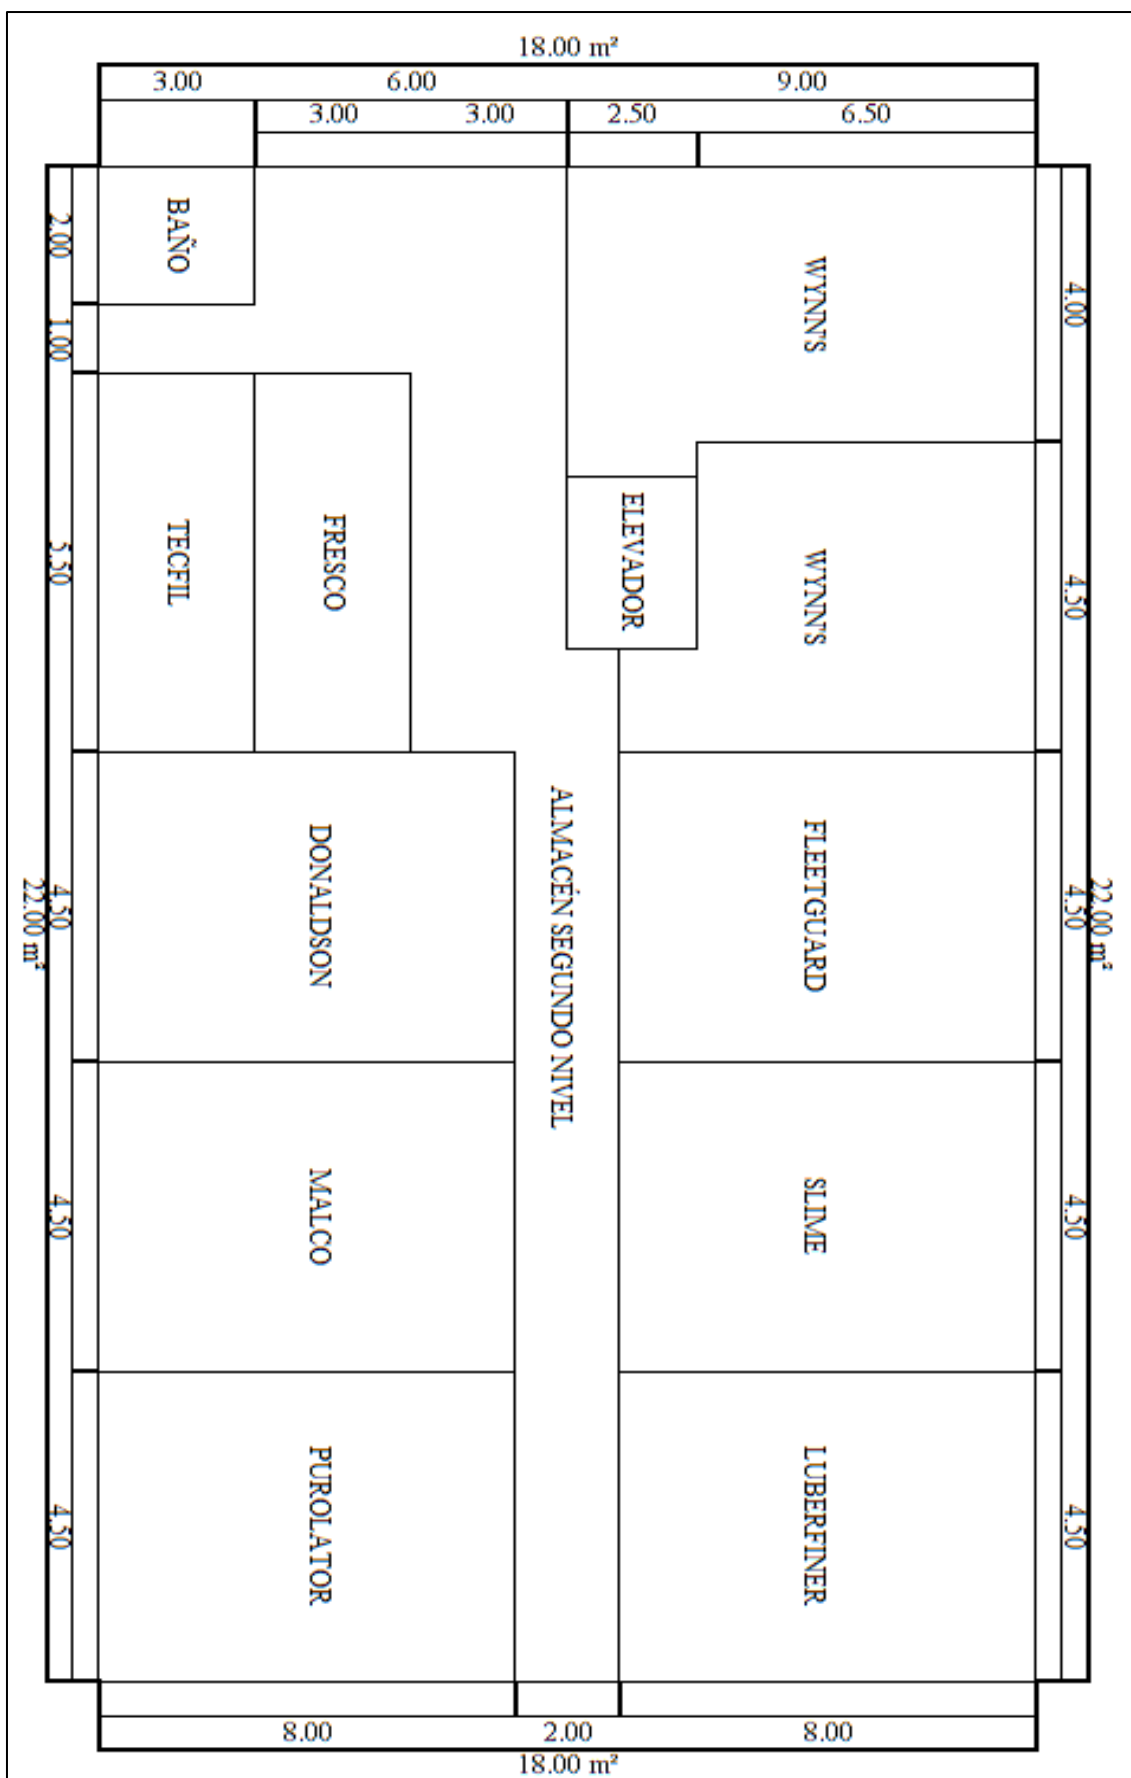 18.00 m²
3.00 6.00 9.00
3.00 3.00 2.50 6.50
BAÑO
WYNN'S
2.00
4.00
1.00
TECFIL
FRESCO
ELEVADOR
WYNN'S
5.50
4.50
DONALDSON
ALMACÉN SEGUNDO NIVEL
FLEETGUARD
4.50
22.00 m²
4.50
22.00 m²
MALCO
SLIME
4.50
4.50
PUROLATOR
LUBERFINER
4.50
4.50
8.00 2.00 8.00
18.00 m²